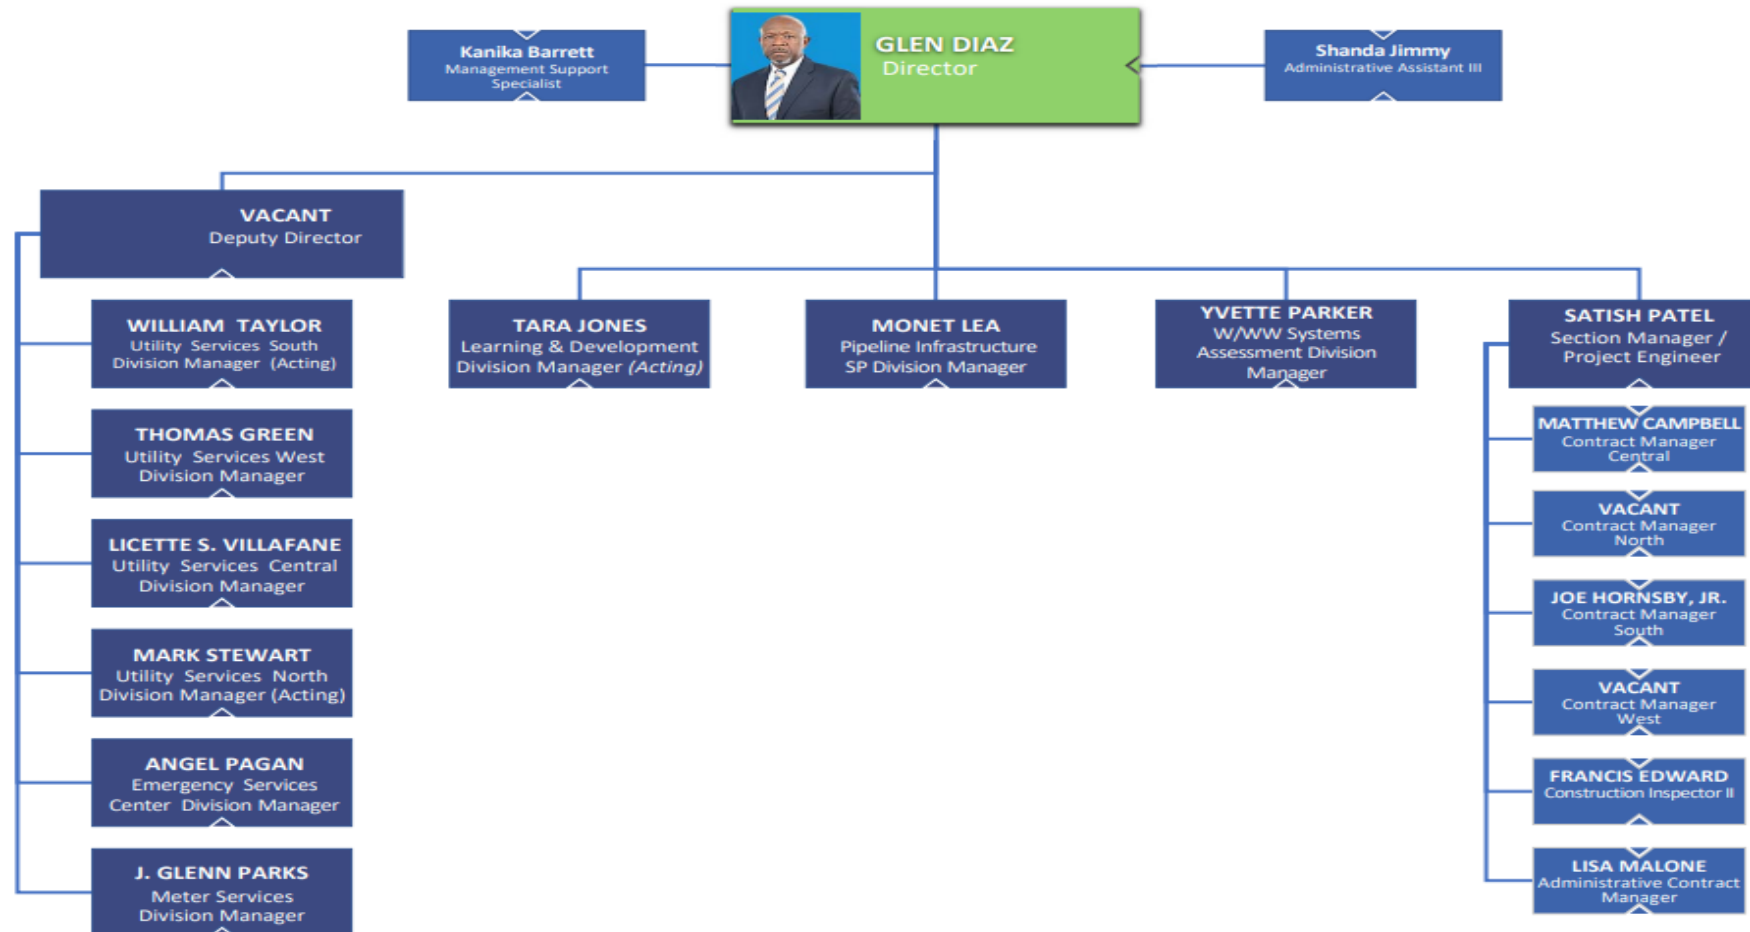 Kanika Barrett
Management Support
Specialist
GLEN DIAZ
Director
Shanda Jimmy
Administrative Assistant III
VACANT
Deputy Director
WILLIAM TAYLOR
Utility Services South
Division Manager (Acting)
THOMAS GREEN
Utility Services West
Division Manager
LICETTE S. VILLAFANE
Utility Services Central
Division Manager
MARK STEWART
Utility Services North
Division Manager (Acting)
ANGEL PAGAN
Emergency Services
Center Division Manager
J. GLENN PARKS
Meter Services
Division Manager
TARA JONES
Learning & Development
Division Manager (Acting)
MONET LEA
Pipeline Infrastructure
SP Division Manager
YVETTE PARKER
W/WW Systems
Assessment Division
Manager
SATISH PATEL
Section Manager /
Project Engineer
MATTHEW CAMPBELL
Contract Manager
Central
VACANT
Contract Manager
North
JOE HORNSBY, JR.
Contract Manager
South
VACANT
Contract Manager
West
FRANCIS EDWARD
Construction Inspector II
LISA MALONE
Administrative Contract
Manager